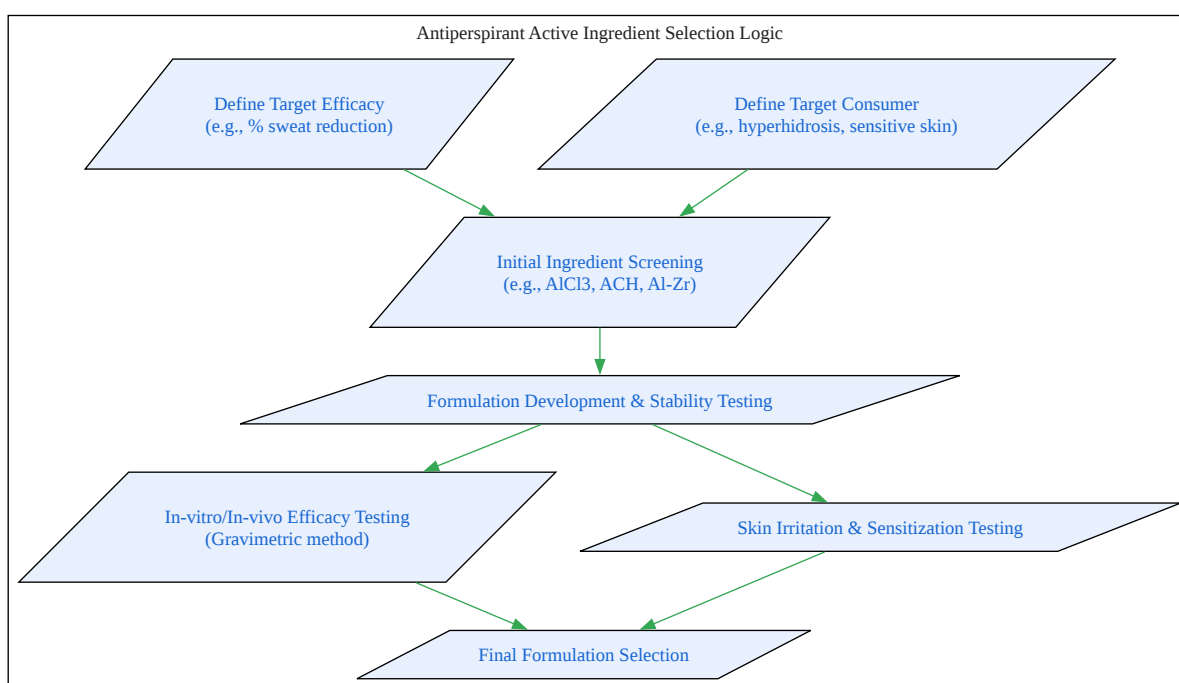 Antiperspirant Active Ingredient Selection Logic
Define Target Efficacy
(e.g., % sweat reduction)
Define Target Consumer
(e.g., hyperhidrosis, sensitive skin)
Initial Ingredient Screening
(e.g., AlCl3, ACH, Al-Zr)
Formulation Development & Stability Testing
In-vitro/In-vivo Efficacy Testing
(Gravimetric method)
Skin Irritation & Sensitization Testing
Final Formulation Selection